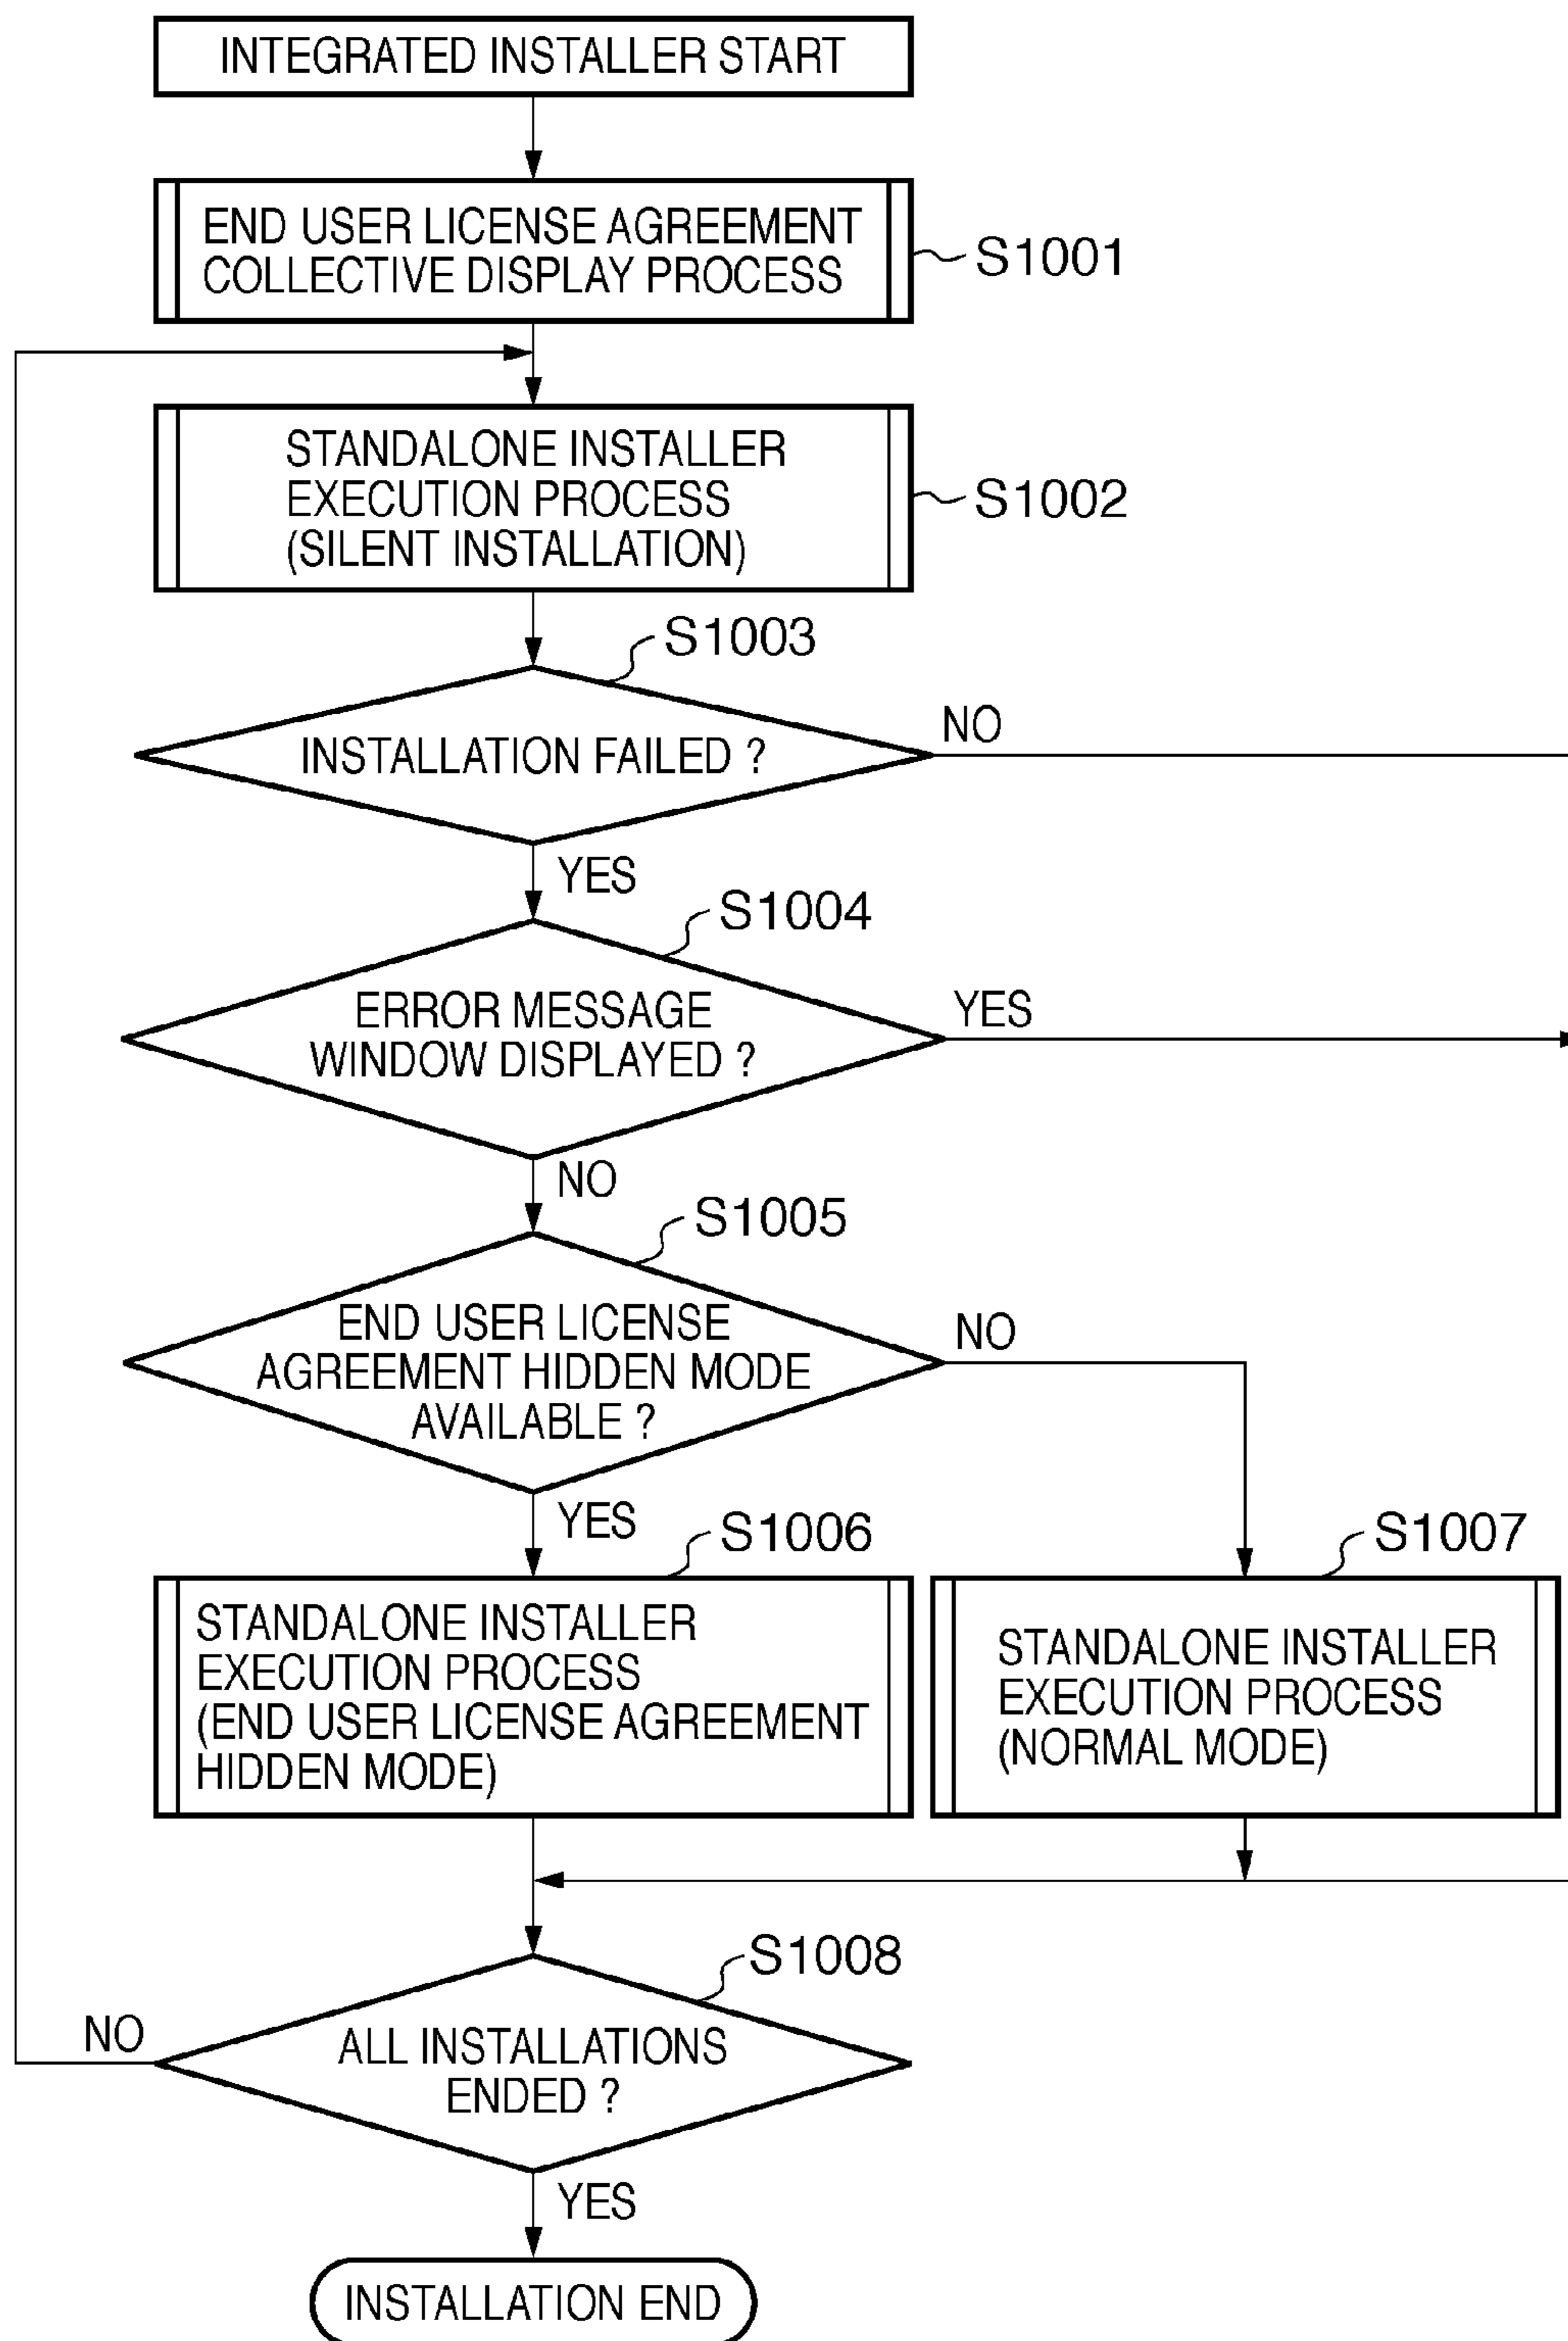 INTEGRATED INSTALLER START
END USER LICENSE AGREEMENT
COLLECTIVE DISPLAY PROCESS
S1001
STANDALONE INSTALLER
EXECUTION PROCESS
(SILENT INSTALLATION)
S1002
S1003
INSTALLATION FAILED ?
NO
YES
S1004
ERROR MESSAGE
WINDOW DISPLAYED ?
YES
NO
S1005
END USER LICENSE
AGREEMENT HIDDEN MODE
AVAILABLE ?
NO
YES
S1006
STANDALONE INSTALLER
EXECUTION PROCESS
(END USER LICENSE AGREEMENT
HIDDEN MODE)
S1007
STANDALONE INSTALLER
EXECUTION PROCESS
(NORMAL MODE)
S1008
ALL INSTALLATIONS
ENDED ?
NO
YES
INSTALLATION END